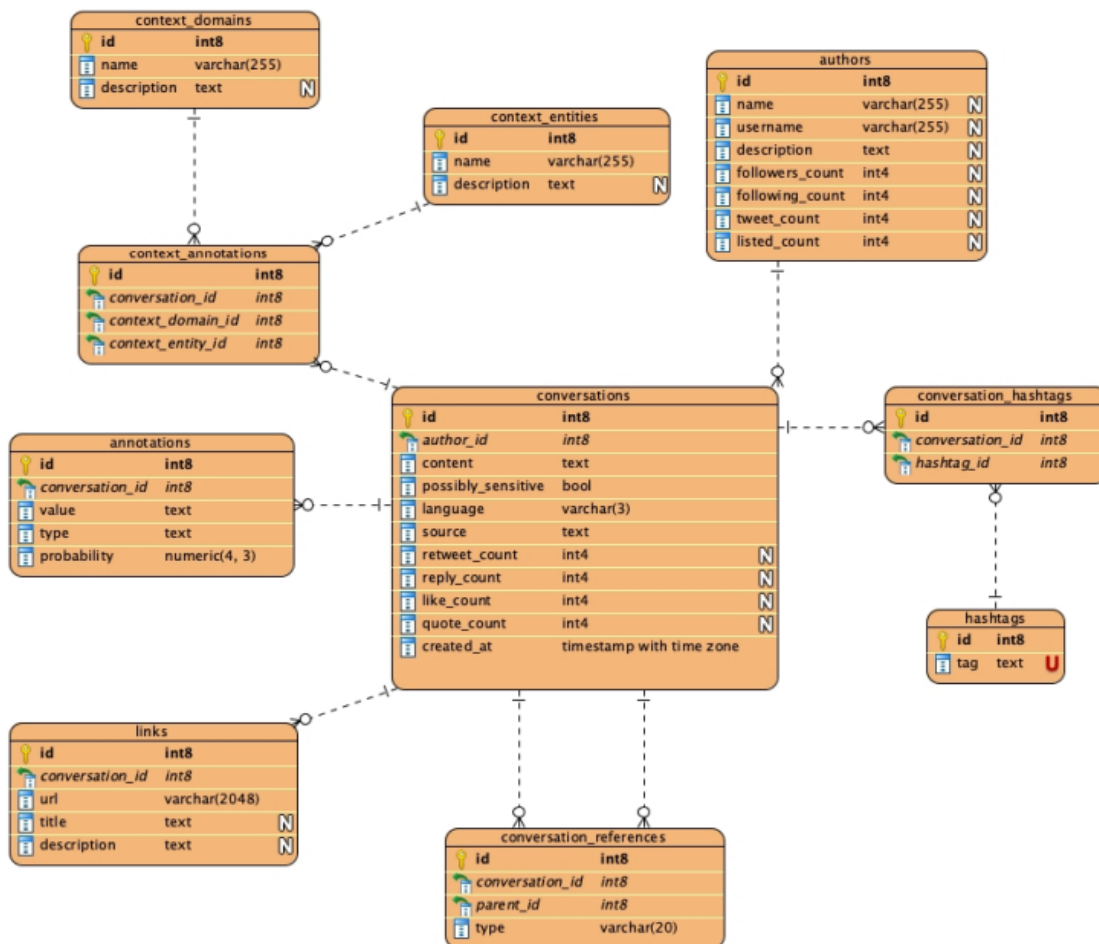 context_domains
id int8
name varchar(255)
description text N
authors
id int8
name varchar(255) N
username varchar(255) N
description text N
followers_count int4 N
following_count int4 N
tweet_count int4 N
listed_count int4 N
context_entities
id int8
name varchar(255)
description text N
context_annotations
id int8
conversation_id int8
context_domain_id int8
context_entity_id int8
conversations
id int8
author_id int8
content text
possibly_sensitive bool
language varchar(3)
source text
retweet_count int4 N
reply_count int4 N
like_count int4 N
quote_count int4 N
created_at timestamp with time zone
conversation_hashtags
id int8
conversation_id int8
hashtag_id int8
annotations
id int8
conversation_id int8
value text
type text
probability numeric(4, 3)
hashtags
id int8
tag text U
links
id int8
conversation_id int8
url varchar(2048)
title text N
description text N
conversation_references
id int8
conversation_id int8
parent_id int8
type varchar(20)